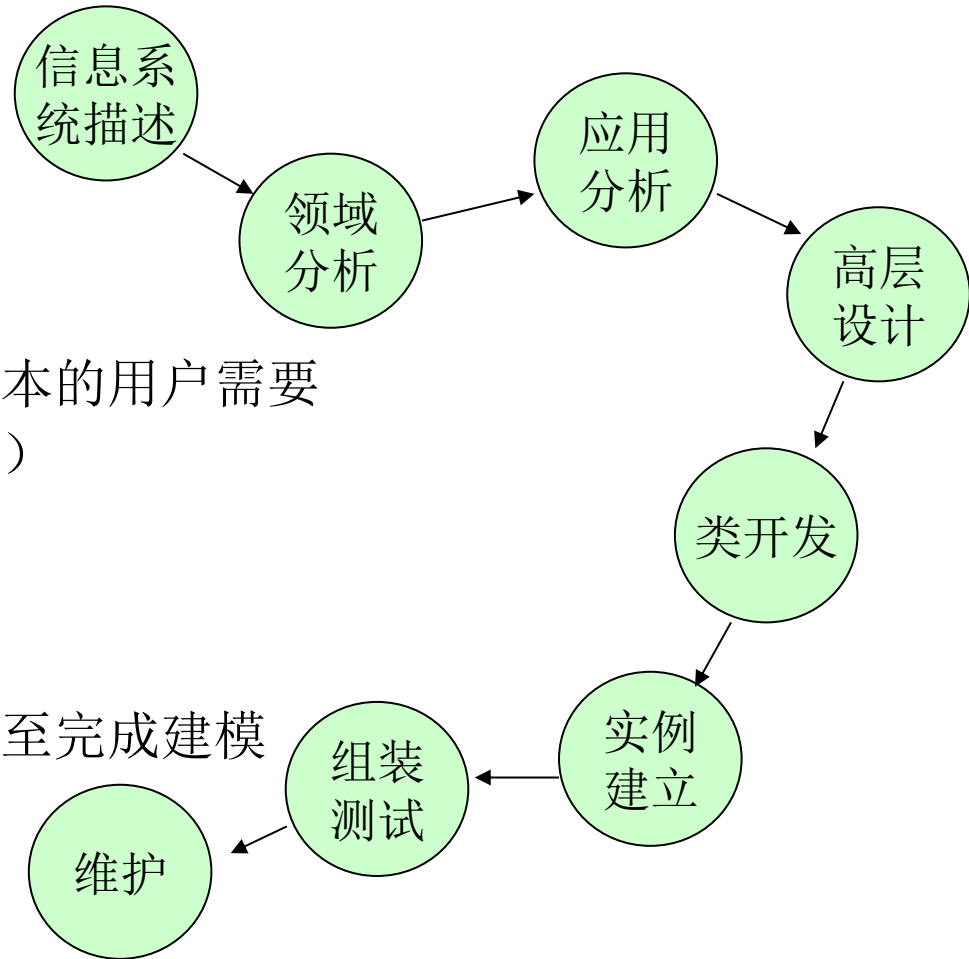 信息系
统描述
领域
分析
应用
分析
高层
设计
本的用户需要
）
类开发
实例
建立
至完成建模
组装
测试
维护